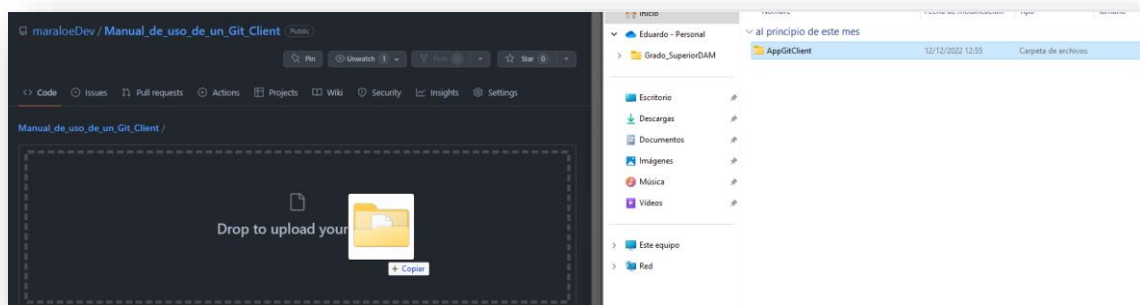 maraloeDev / Manual_de_uso_de_un_Git_Client Public
Pin Unwatch 1 Fork Star 0
<> Code Issues Pull requests Actions Projects Wiki Security Insights Settings
Manual_de_uso_de_un_Git_Client /
Drop to upload your
+ Copiar
Inicio
Eduardo - Personal
Grado_SuperiorDAM
Escritorio
Descargas
Documentos
Imágenes
Música
Vídeos
Este equipo
Red
al principio de este mes
AppGitClient 12/12/2022 12:55 Carpeta de archivos